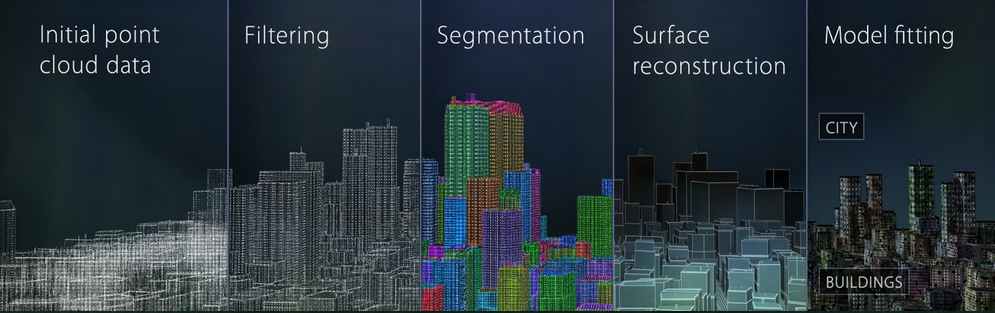 Initial point
cloud data
Filtering
Segmentation
Surface
reconstruction
Model fitting
CITY
BUILDINGS